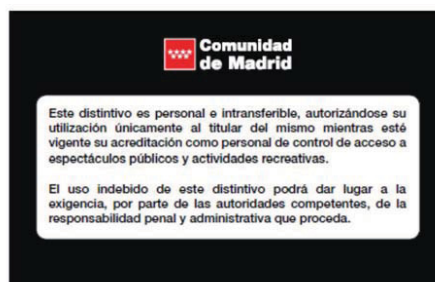 Comunidad
de Madrid
Este distintivo es personal e intransferible, autorizándose su
utilización únicamente al titular del mismo mientras esté
vigente su acreditación como personal de control de acceso a
espectáculos públicos y actividades recreativas.
El uso indebido de este distintivo podrá dar lugar a la
exigencia, por parte de las autoridades competentes, de la
responsabilidad penal y administrativa que proceda.